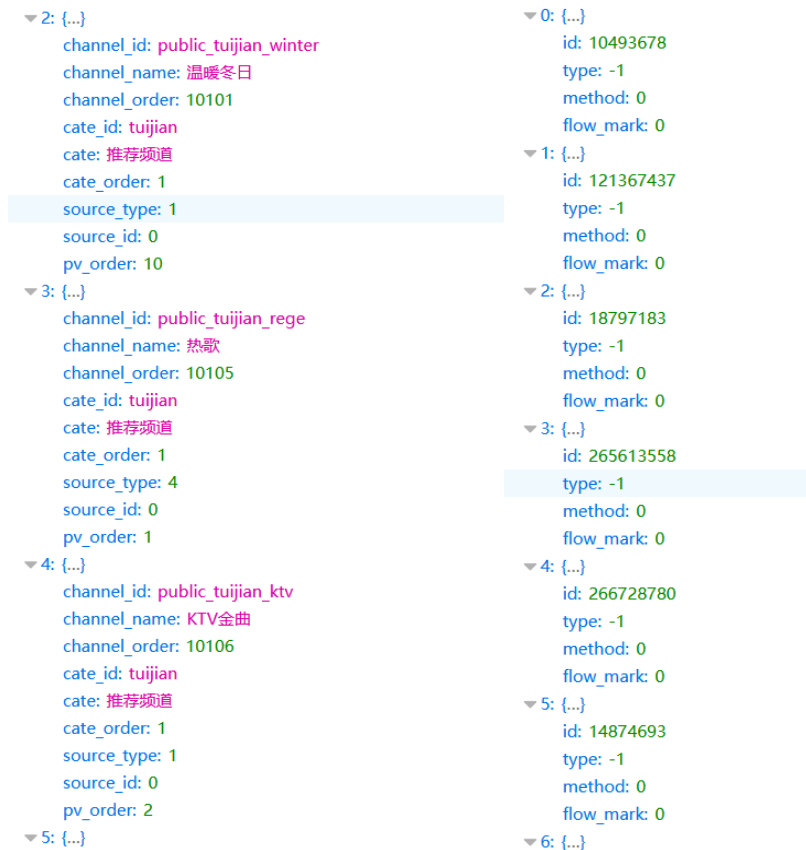 2: {…}
channel_id: public_tuijian_winter
channel_name: 温暖冬日
channel_order: 10101
cate_id: tuijian
cate: 推荐频道
cate_order: 1
source_type: 1
source_id: 0
pv_order: 10
3: {…}
channel_id: public_tuijian_rege
channel_name: 热歌
channel_order: 10105
cate_id: tuijian
cate: 推荐频道
cate_order: 1
source_type: 4
source_id: 0
pv_order: 1
4: {…}
channel_id: public_tuijian_ktv
channel_name: KTV金曲
channel_order: 10106
cate_id: tuijian
cate: 推荐频道
cate_order: 1
source_type: 1
source_id: 0
pv_order: 2
5: {…}
0: {…}
id: 10493678
type: -1
method: 0
flow_mark: 0
1: {…}
id: 121367437
type: -1
method: 0
flow_mark: 0
2: {…}
id: 18797183
type: -1
method: 0
flow_mark: 0
3: {…}
id: 265613558
type: -1
method: 0
flow_mark: 0
4: {…}
id: 266728780
type: -1
method: 0
flow_mark: 0
5: {…}
id: 14874693
type: -1
method: 0
flow_mark: 0
6: {…}